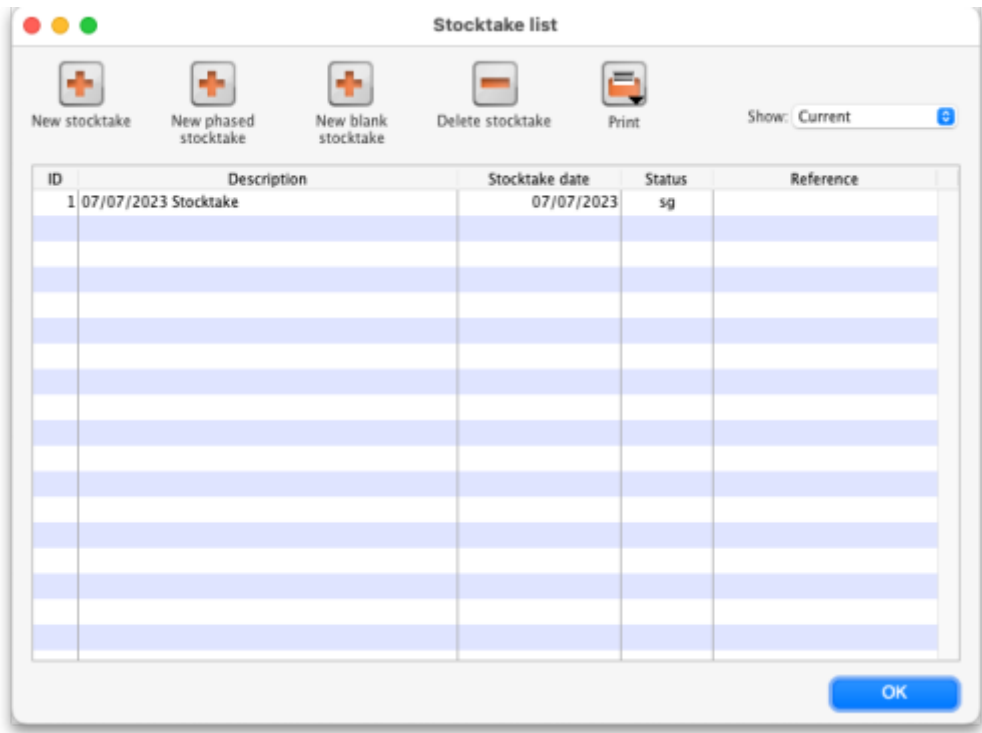 Stocktake list
New stocktake
New phased
stocktake
New blank
stocktake
Delete stocktake
Print
Show: Current
ID Description Stocktake date Status Reference
1 07/07/2023 Stocktake 07/07/2023 sg
OK